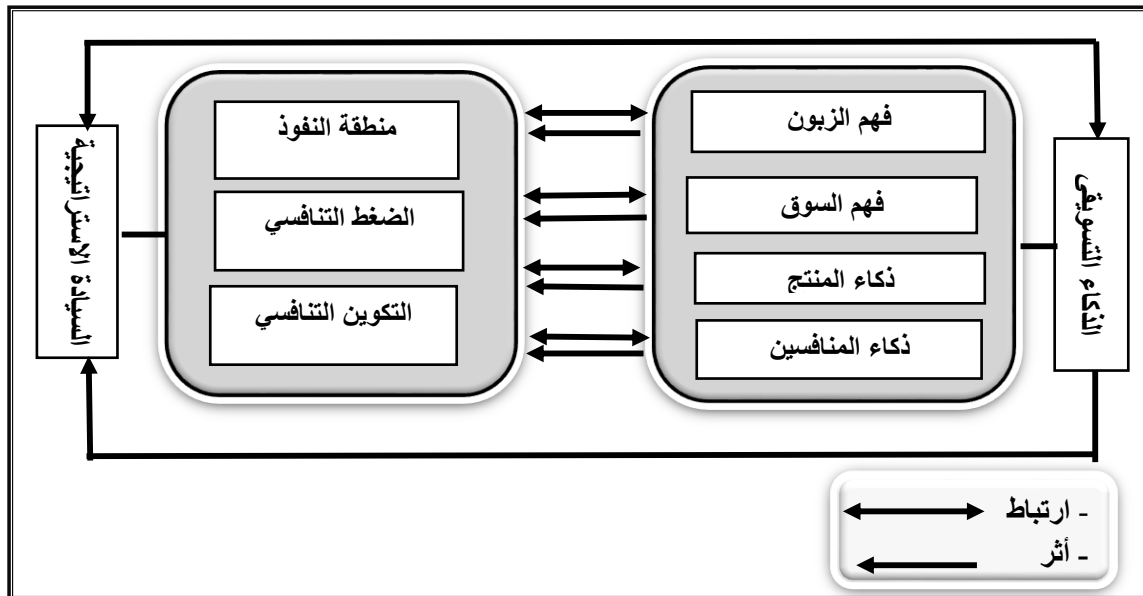 الذكاء التسويقي
فهم الزبون
فهم السوق
ذكاء المنتج
ذكاء المنافسين
منطقة النفوذ
الضغط التنافسي
التكوين التنافسي
السيادة الاستراتيجية
- ارتباط
- أثر